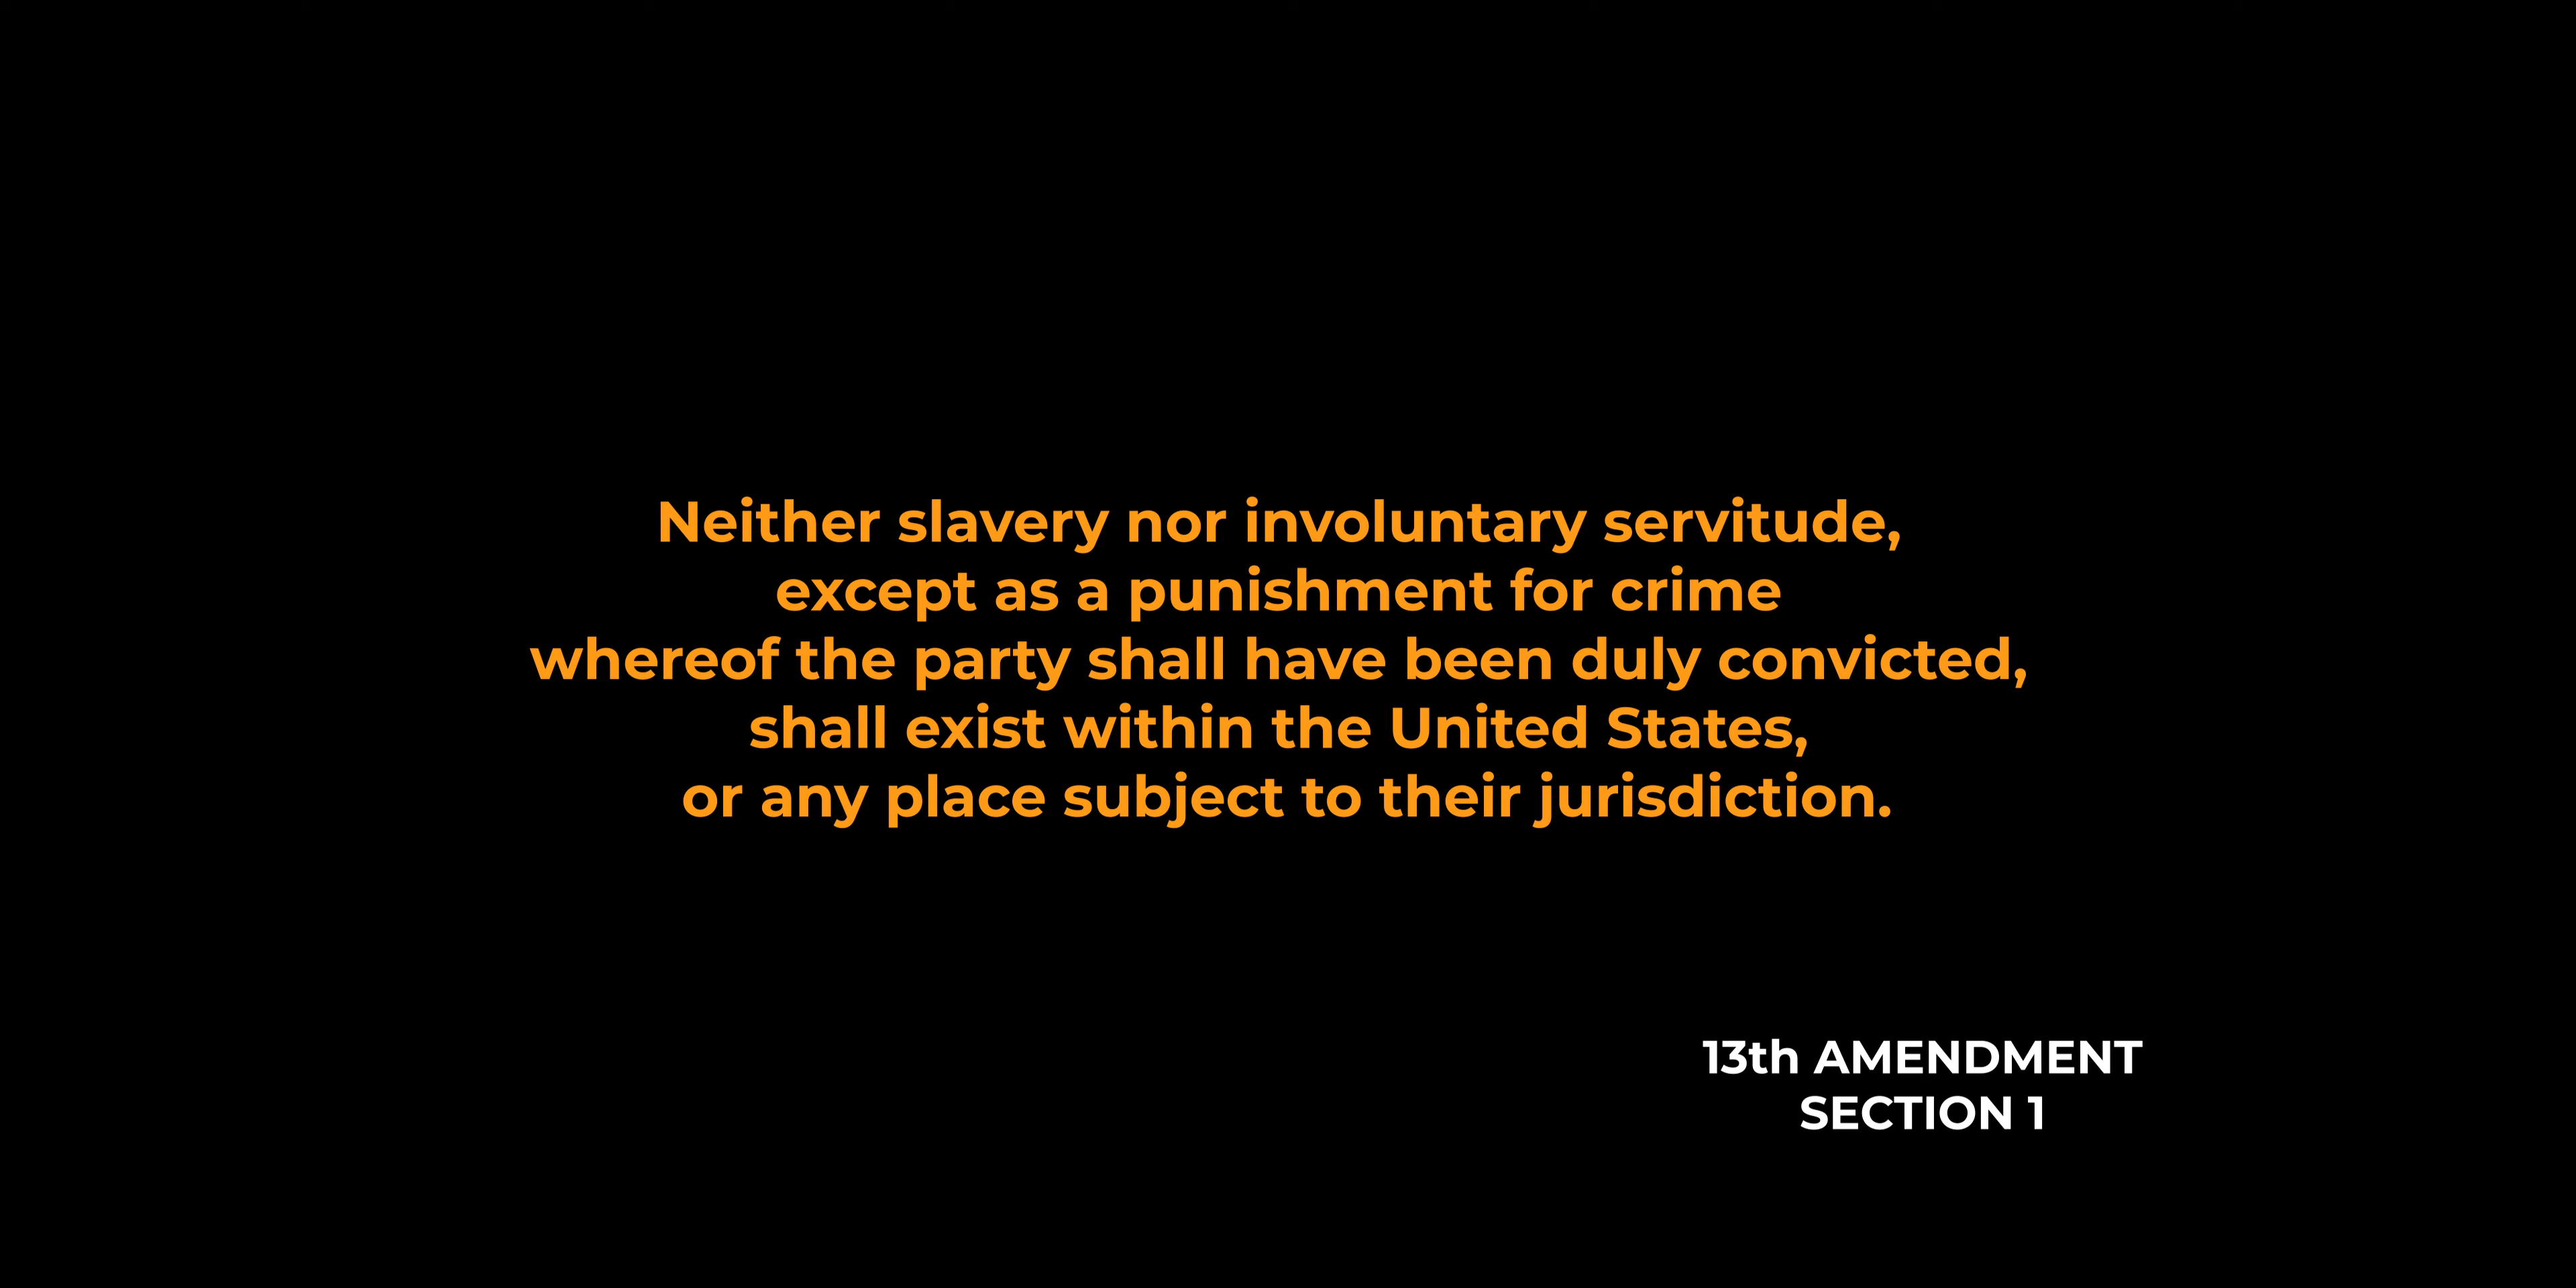 Neither slavery nor involuntary servitude,
except as a punishment for crime
whereof the party shall have been duly convicted,
shall exist within the United States,
or any place subject to their jurisdiction.
13th AMENDMENT
SECTION 1